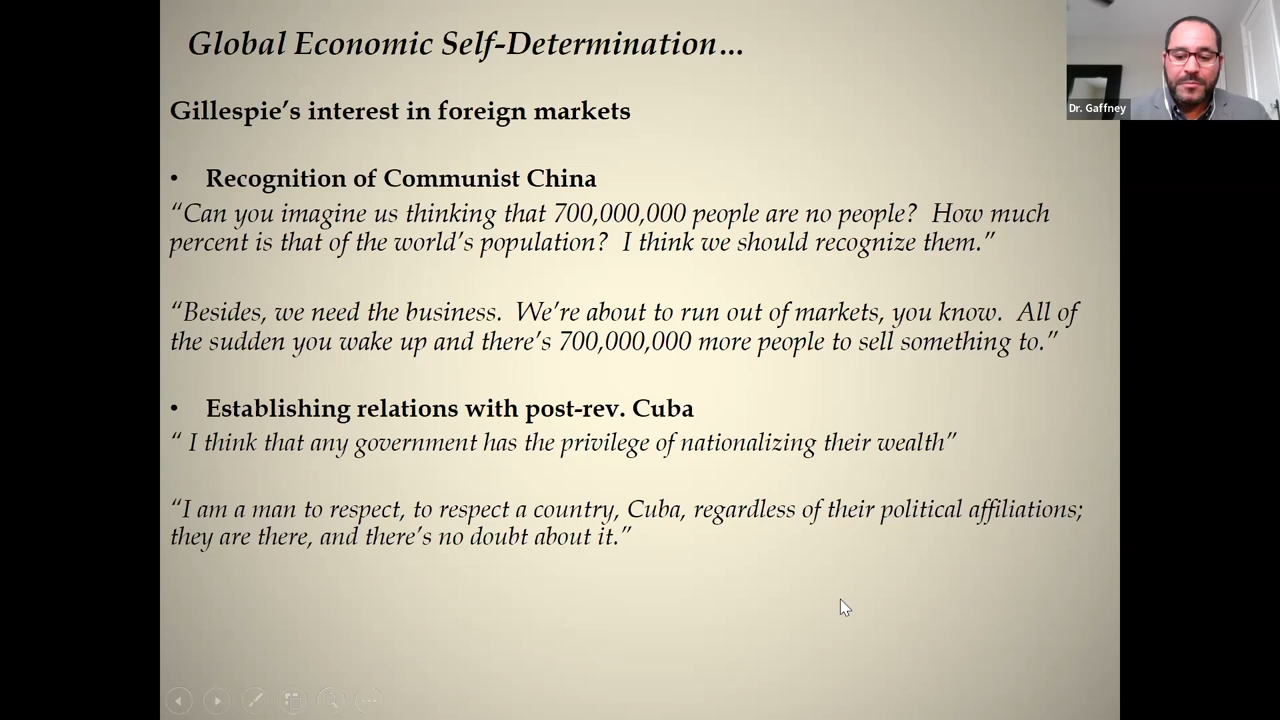 Global Economic Self-Determination…
Dr. Gaffney
Gillespie’s interest in foreign markets
• Recognition of Communist China
“Can you imagine us thinking that 700,000,000 people are no people?  How much
percent is that of the world’s population?  I think we should recognize them.”
“Besides, we need the business.  We’re about to run out of markets, you know.  All of
the sudden you wake up and there’s 700,000,000 more people to sell something to.”
• Establishing relations with post-rev. Cuba
“ I think that any government has the privilege of nationalizing their wealth”
“I am a man to respect, to respect a country, Cuba, regardless of their political affiliations;
they are there, and there’s no doubt about it.”